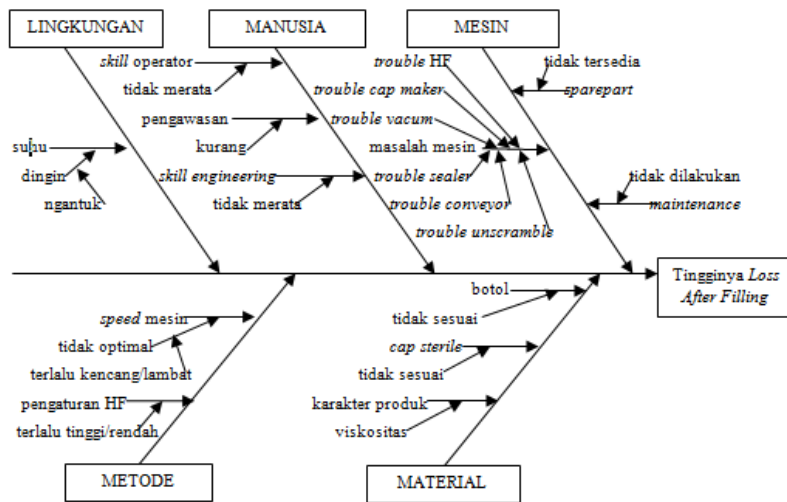 LINGKUNGAN
MANUSIA
MESIN
skill operator
tidak merata
pengawasan
kurang
skill engineering
tidak merata
suhu
dingin
ngantuk
trouble HF
trouble cap maker
trouble vacum
masalah mesin
trouble sealer
trouble conveyor
trouble unscramble
tidak tersedia
sparepart
tidak dilakukan
maintenance
Tingginya Loss
After Filling
speed mesin
tidak optimal
terlalu kencang/lambat
pengaturan HF
terlalu tinggi/rendah
botol
tidak sesuai
cap sterile
tidak sesuai
karakter produk
viskositas
METODE
MATERIAL